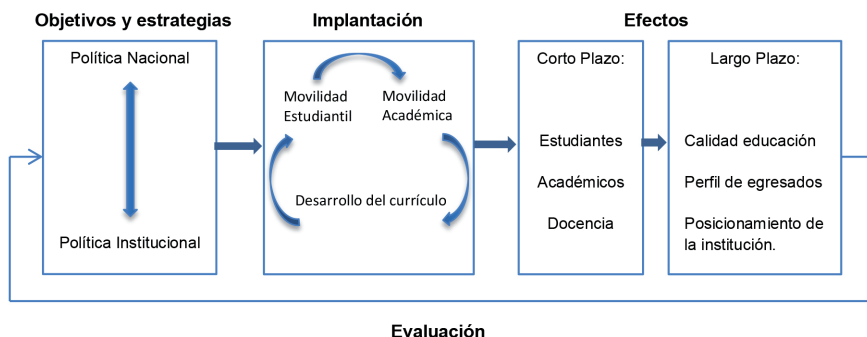 Objetivos y estrategias
Implantación
Efectos
Política Nacional
Política Institucional
Movilidad
Estudiantil
Movilidad
Académica
Desarrollo del currículo
Corto Plazo:
Estudiantes
Académicos
Docencia
Largo Plazo:
Calidad educación
Perfil de egresados
Posicionamiento de
la institución.
Evaluación